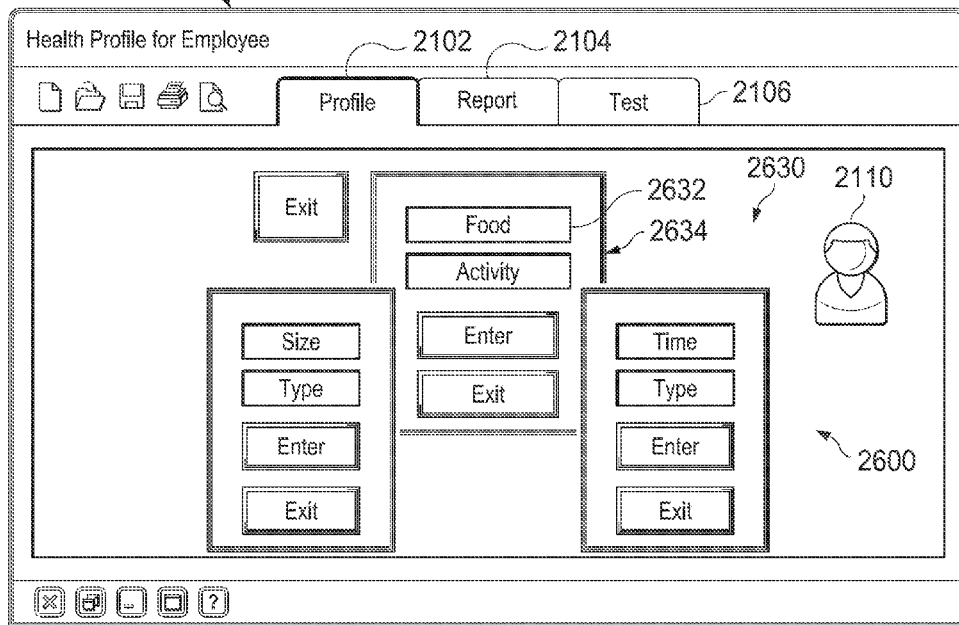 Health Profile for Employee
2102
2104
Profile
Report
Test
2106
Exit
Food
Activity
Enter
Exit
2632
2634
2630
2110
Size
Type
Enter
Exit
Time
Type
Enter
Exit
2600
?